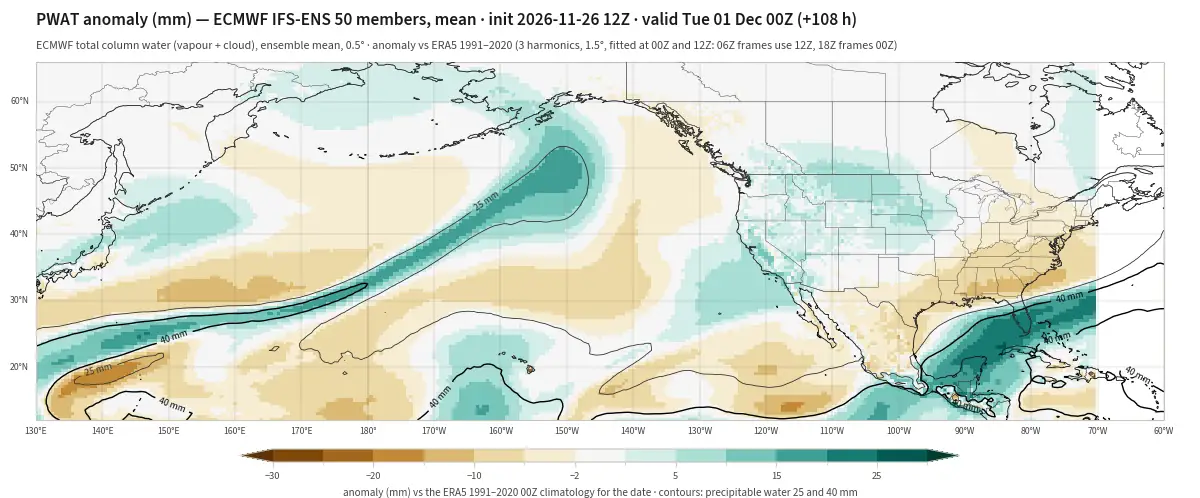 PWAT anomaly (mm) — ECMWF IFS-ENS 50 members, mean · init 2026-11-26 12Z · valid Tue 01 Dec 00Z (+108 h)
ECMWF total column water (vapour + cloud), ensemble mean, 0.5° · anomaly vs ERA5 1991–2020 (3 harmonics, 1.5°, fitted at 00Z and 12Z: 06Z frames use 12Z, 18Z frames 00Z)
60°N
50°N
25 mm
40°N
30°N
40 mm
40 mm
40 mm
20°N
25 mm
40 mm
40 mm
40 mm
40 mm
130°E 140°E 150°E 160°E 170°E 180° 170°W 160°W 150°W 140°W 130°W 120°W 110°W 100°W 90°W 80°W 70°W 60°W
−30 −20 −10 −2 5 15 25
anomaly (mm) vs the ERA5 1991–2020 00Z climatology for the date · contours: precipitable water 25 and 40 mm